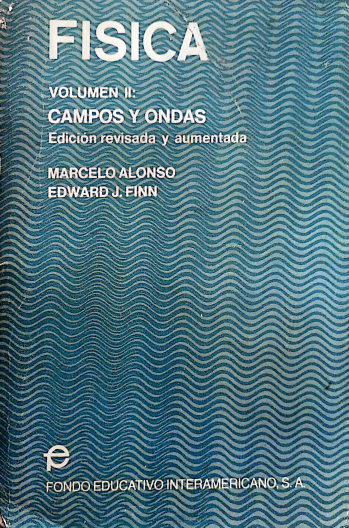 FISICA
VOLUMEN II:
CAMPOS Y ONDAS
Edición revisada y aumentada
MARCELO ALONSO
EDWARD J. FINN
FONDO EDUCATIVO INTERAMERICANO, S. A.